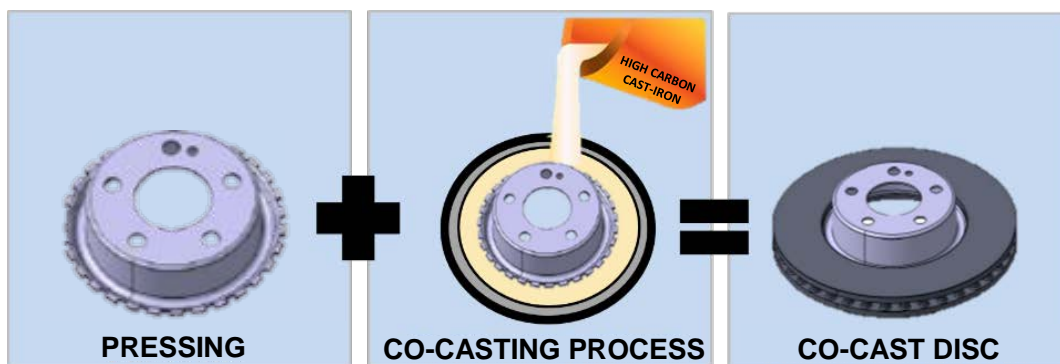 HIGH CARBON
CAST-IRON
PRESSING
CO-CASTING PROCESS
CO-CAST DISC